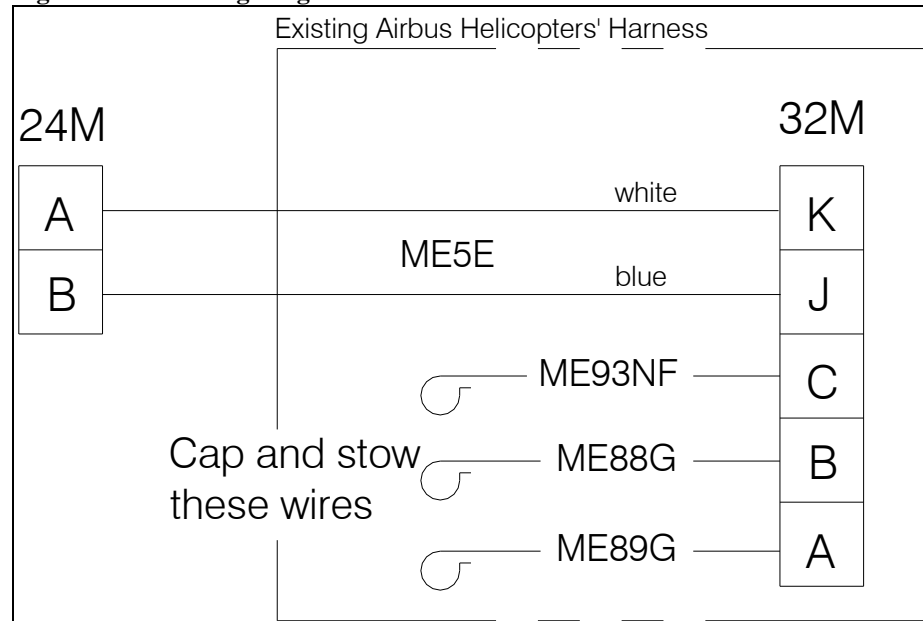 Existing Airbus Helicopters' Harness
24M
32M
A
white
K
ME5E
B
blue
J
ME93NF
C
Cap and stow
these wires
ME88G
B
ME89G
A